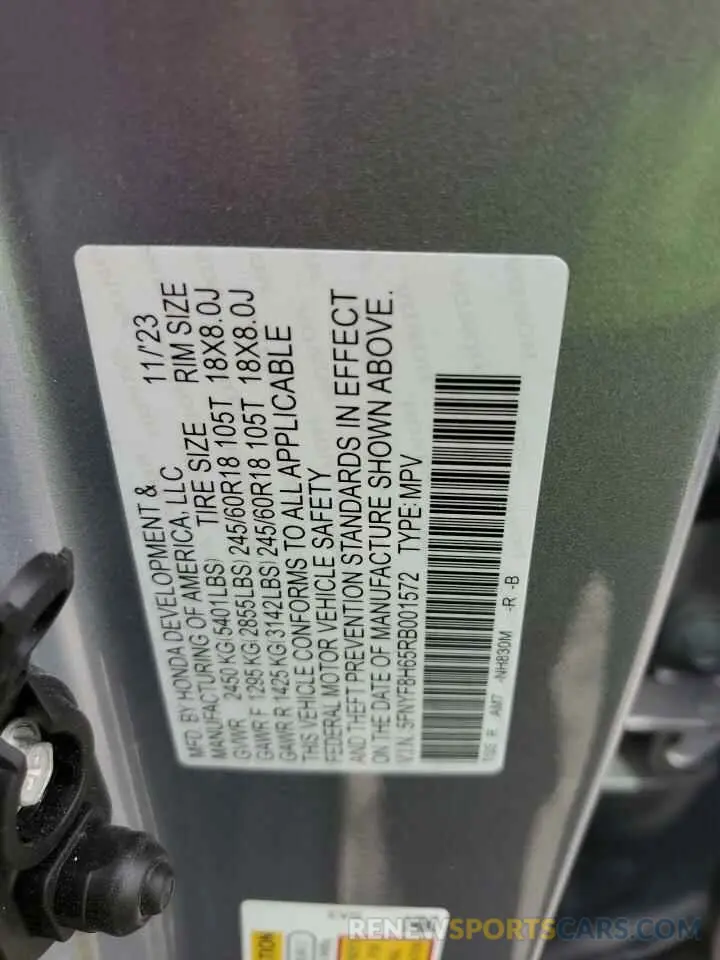 MFD. BY HONDA DEVELOPMENT & 11/'23
MANUFACTURING OF AMERICA, LLC
TIRE SIZE RIM SIZE
GVWR 2450 KG(5401LBS)
GAWR F 1295 KG(2855LBS) 245/60R18 105T 18X8.0J
GAWR R 1425 KG(3142LBS) 245/60R18 105T 18X8.0J
THIS VEHICLE CONFORMS TO ALL APPLICABLE
FEDERAL MOTOR VEHICLE SAFETY
AND THEFT PREVENTION STANDARDS IN EFFECT
ON THE DATE OF MANUFACTURE SHOWN ABOVE.
V.I.N. 5FNYF8H65RB001572 TYPE:MPV
AM7 -NH830M -R -B
RENEWSPORTSCARS.COM